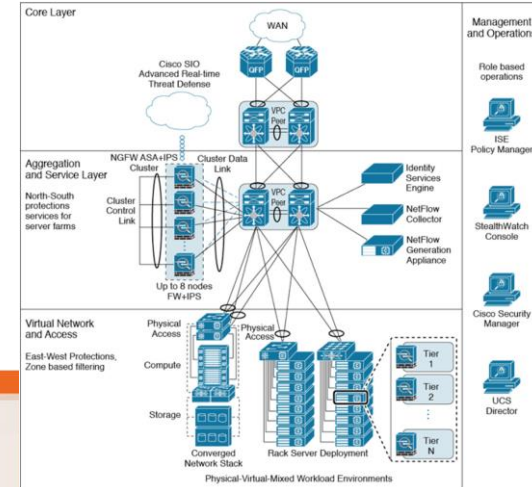 Core Layer
WAN
QFP
QFP
Cisco SIO
Advanced Real-time
Threat Defense
VPC
Peer
Aggregation
and Service Layer
North-South
protections
services for
server farms
NGFW ASA+IPS
Cluster
Cluster Data
Link
Cluster
Control
Link
Up to 8 nodes
FW+IPS
VPC
Peer
Identity
Services
Engine
NetFlow
Collector
NetFlow
Generation
Appliance
Virtual Network
and Access
East-West Protections,
Zone based filtering
Physical
Access
Compute
Storage
Converged
Network Stack
Physical
Access
Rack Server Deployment
Tier
1
Tier
2
Tier
N
Physical-Virtual-Mixed Workload Environments
Management
and Operations
Role based
operations
ISE
Policy Manager
StealthWatch
Console
Cisco Security
Manager
UCS
Director